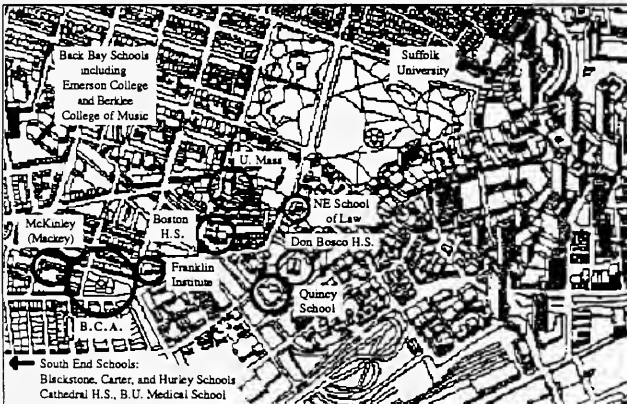 Back Bay Schools
including
Emerson College
and Berklee
College of Music
Suffolk
University
U. Mass
NE School
of Law
McKinley
(Mackey)
Boston
H.S.
Don Bosco H.S.
Franklin
Institute
Quincy
School
B.C.A.
South End Schools:
Blackstone, Carter, and Hurley Schools
Cathedral H.S., B.U. Medical School